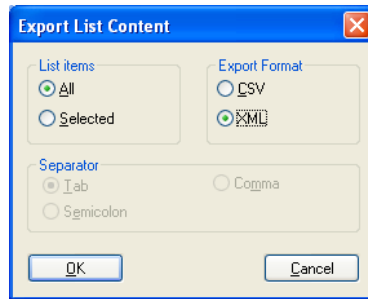 Export List Content
List items
All
Selected
Export Format
CSV
XML
Separator
Tab
Comma
Semicolon
OK
Cancel